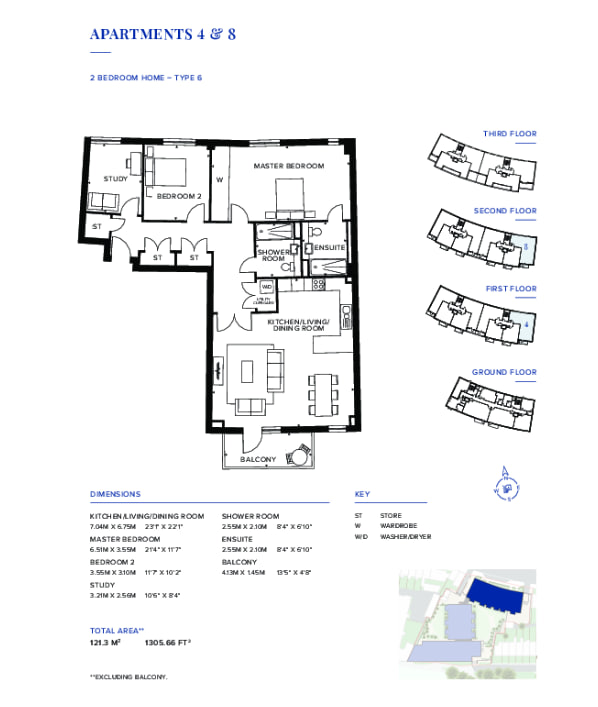 APARTMENTS 4 & 8
2 BEDROOM HOME – TYPE 6
THIRD FLOOR
SECOND FLOOR
8
FIRST FLOOR
4
GROUND FLOOR
STUDY
BEDROOM 2
W
MASTER BEDROOM
ST
ST
ST
SHOWER
ROOM
ENSUITE
W/D
UTILITY
CUPBOARD
KITCHEN/LIVING/
DINING ROOM
BALCONY
N
W
E
S
DIMENSIONS
KITCHEN/LIVING/DINING ROOM
7.04M X 6.75M 23'1" X 22'1"
MASTER BEDROOM
6.51M X 3.55M 21'4" X 11'7"
BEDROOM 2
3.55M X 3.10M 11'7" X 10'2"
STUDY
3.21M X 2.56M 10'6" X 8'4"
SHOWER ROOM
2.55M X 2.10M 8'4" X 6'10"
ENSUITE
2.55M X 2.10M 8'4" X 6'10"
BALCONY
4.13M X 1.45M 13'5" X 4'8"
KEY
ST STORE
W WARDROBE
W/D WASHER/DRYER
TOTAL AREA**
121.3 M² 1305.66 FT²
**EXCLUDING BALCONY.